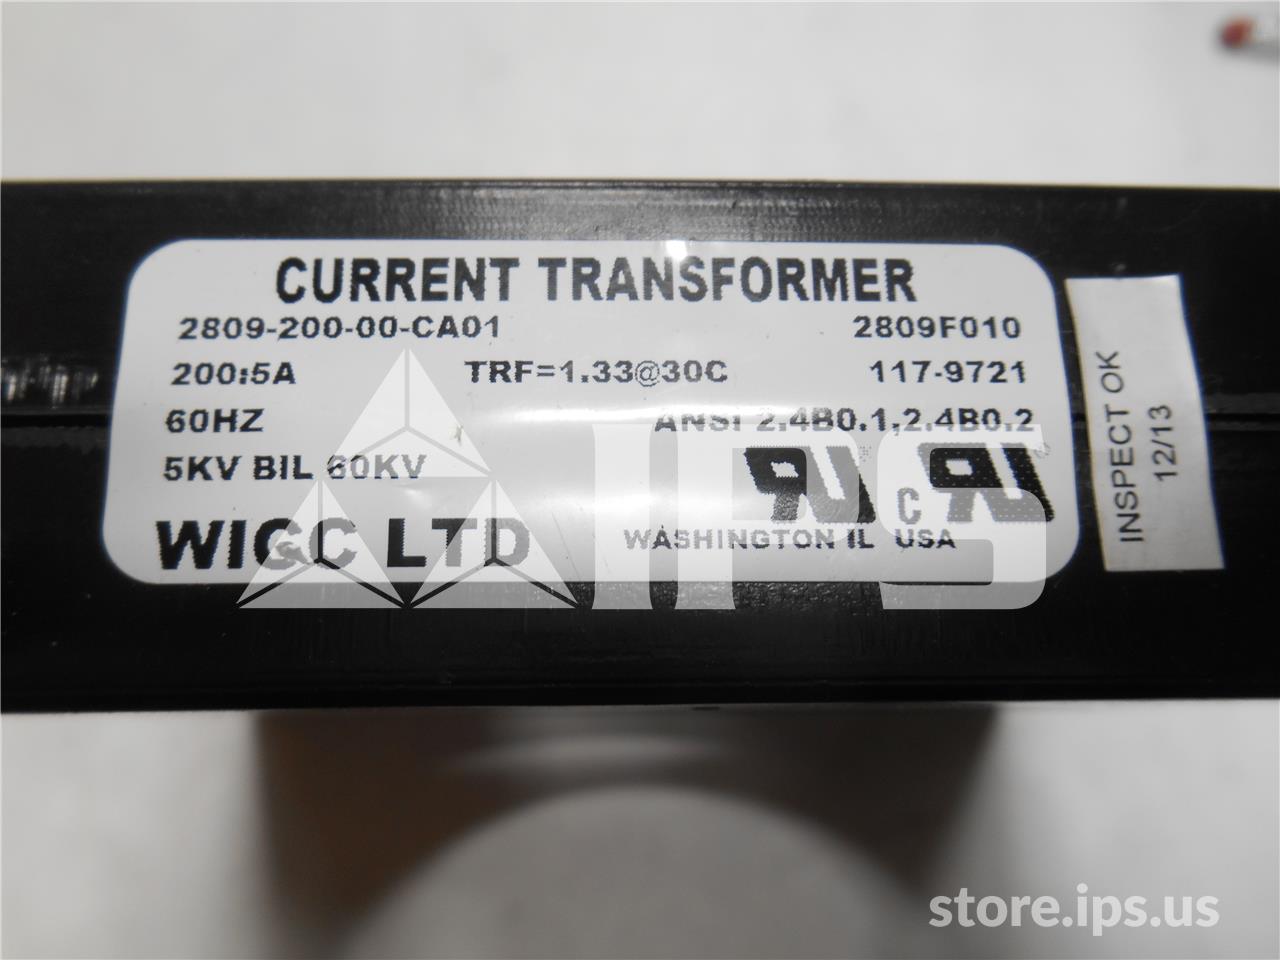 CURRENT TRANSFORMER
2809-200-00-CA01 2809F010
200:5A TRF=1.33@30C 117-9721
60HZ ANSI 2.4B0.1,2.4B0.2
5KV BIL 60KV
WICC LTD
C
WASHINGTON IL USA
INSPECT OK
12/13
IPS
store.ips.us